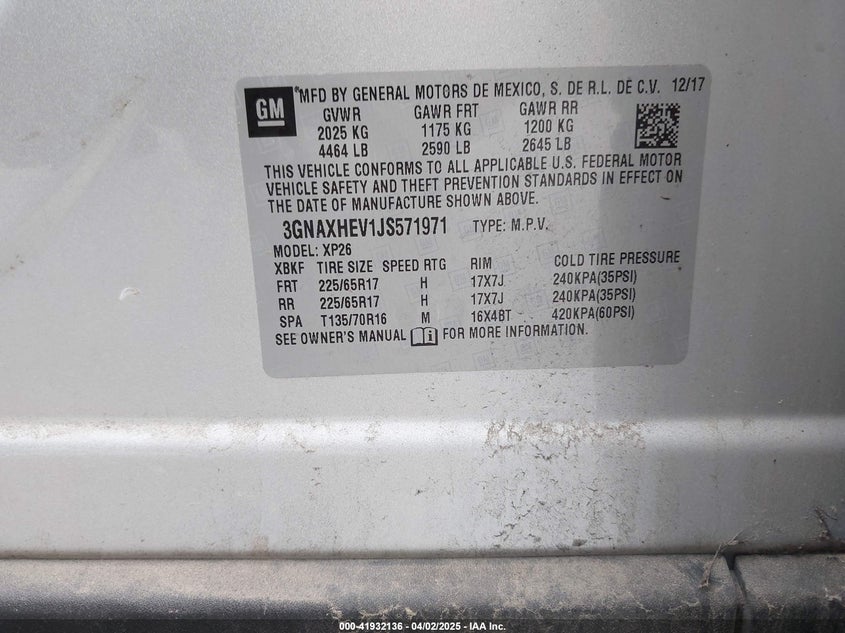 GM
®MFD BY GENERAL MOTORS DE MEXICO, S. DE R.L. DE C.V. 12/17
GVWR GAWR FRT GAWR RR
2025 KG 1175 KG 1200 KG
4464 LB 2590 LB 2645 LB
THIS VEHICLE CONFORMS TO ALL APPLICABLE U.S. FEDERAL MOTOR
VEHICLE SAFETY AND THEFT PREVENTION STANDARDS IN EFFECT ON
THE DATE OF MANUFACTURE SHOWN ABOVE.
3GNAXHEV1JS571971 TYPE: M.P.V.
MODEL: XP26
XBKF TIRE SIZE SPEED RTG RIM COLD TIRE PRESSURE
FRT 225/65R17 H 17X7J 240KPA(35PSI)
RR 225/65R17 H 17X7J 240KPA(35PSI)
SPA T135/70R16 M 16X4BT 420KPA(60PSI)
SEE OWNER'S MANUAL FOR MORE INFORMATION.
000-41932136 - 04/02/2025 - IAA Inc.